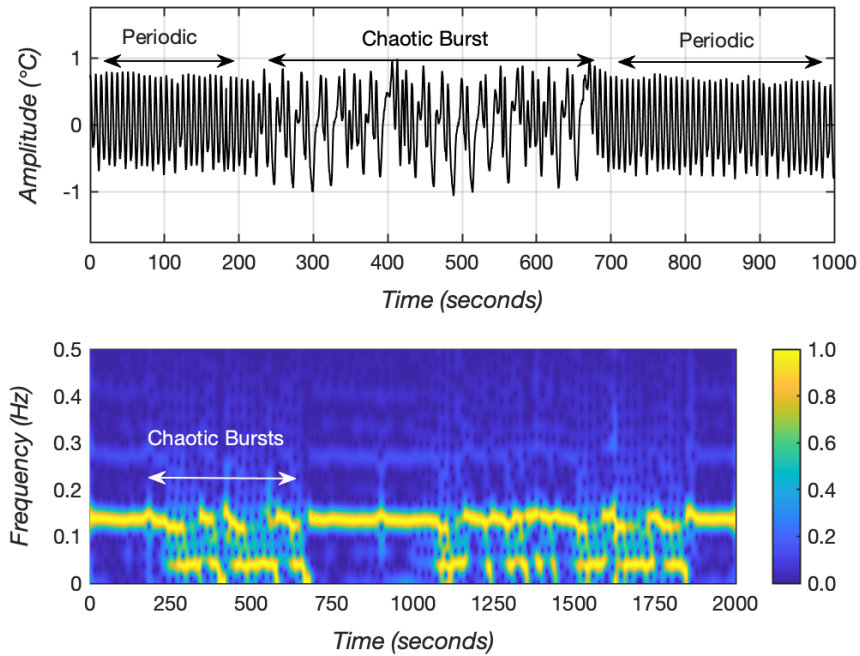 Periodic
Chaotic Burst
Periodic
1
0
-1
Amplitude (°C)
0 100 200 300 400 500 600 700 800 900 1000
Time (seconds)
0.5
0.4
0.3
0.2
0.1
0
Frequency (Hz)
Chaotic Bursts
1.0
0.8
0.6
0.4
0.2
0.0
0 250 500 750 1000 1250 1500 1750 2000
Time (seconds)